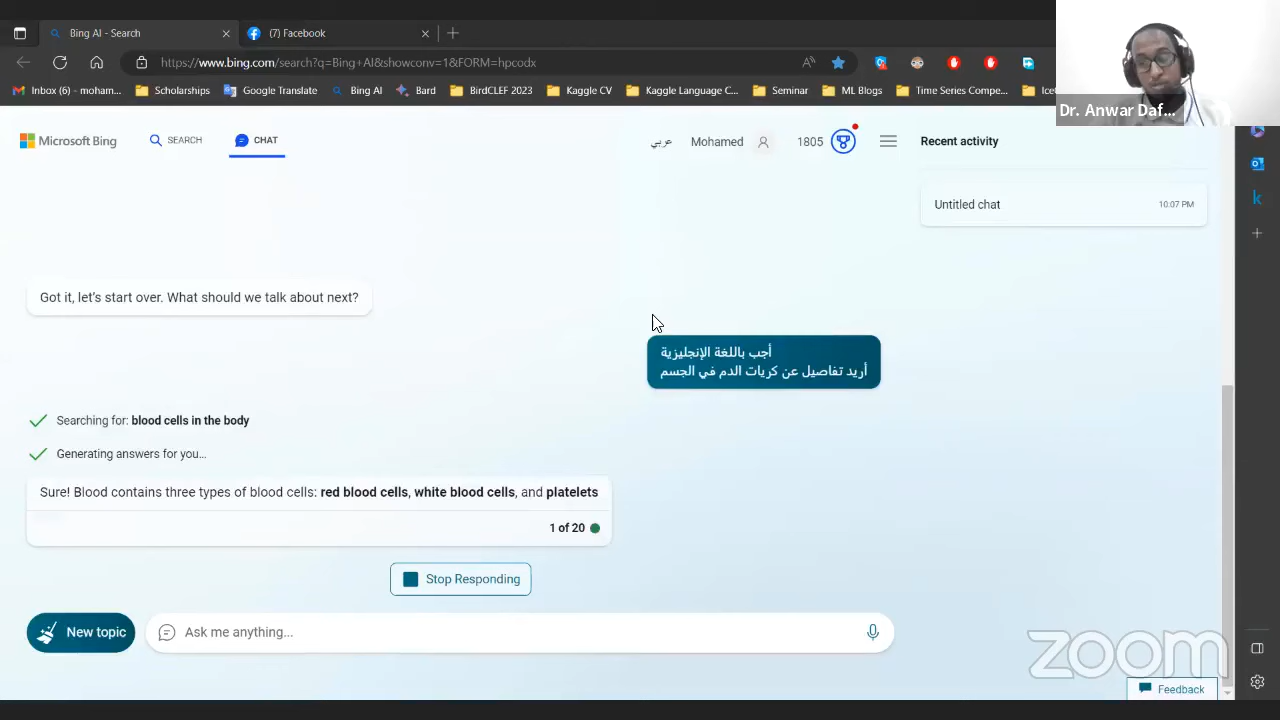 Bing AI - Search
(7) Facebook
https://www.bing.com/search?q=Bing+AI&showconv=1&FORM=hpcodx
Inbox (6) - moham...
Scholarships
Google Translate
Bing AI
Bard
BirdCLEF 2023
Kaggle CV
Kaggle Language C...
Seminar
ML Blogs
Time Series Compe...
Dr. Anwar Daf...
Microsoft Bing
SEARCH
CHAT
عربي
Mohamed
1805
Recent activity
Untitled chat
10:07 PM
Got it, let's start over. What should we talk about next?
أجب باللغة الإنجليزية
أريد تفاصيل عن كريات الدم في الجسم
Searching for: blood cells in the body
Generating answers for you...
Sure! Blood contains three types of blood cells: red blood cells, white blood cells, and platelets
1 of 20
Stop Responding
New topic
Ask me anything...
zoom
Feedback